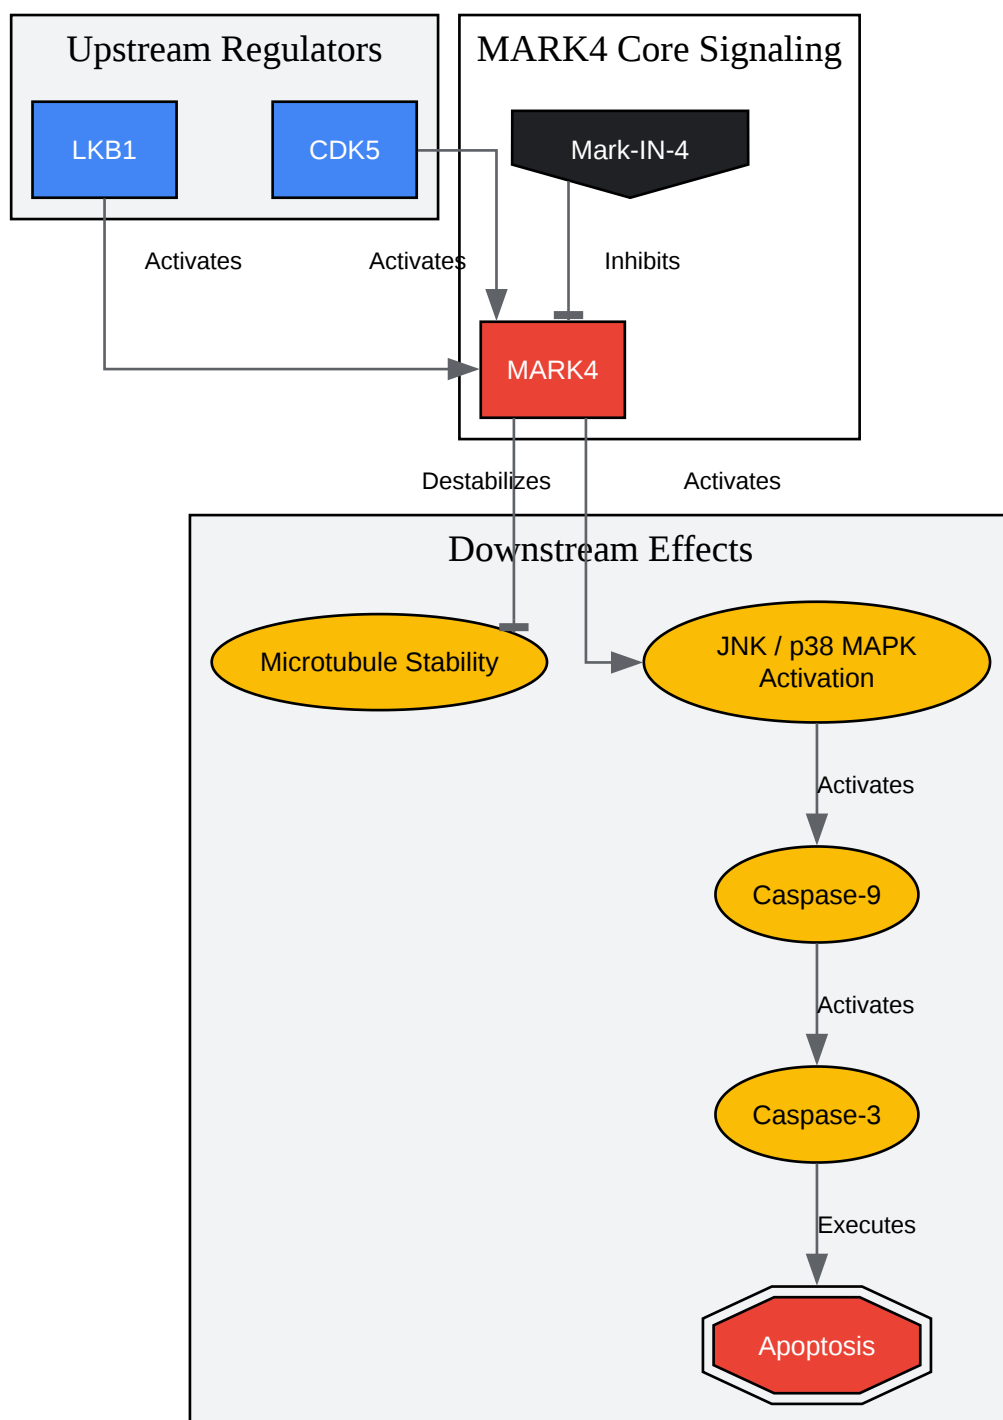 Upstream Regulators
MARK4 Core Signaling
LKB1
CDK5
Mark-IN-4
Activates
Activates
Inhibits
MARK4
Destabilizes
Activates
Downstream Effects
Microtubule Stability
JNK / p38 MAPK
Activation
Activates
Caspase-9
Activates
Caspase-3
Executes
Apoptosis